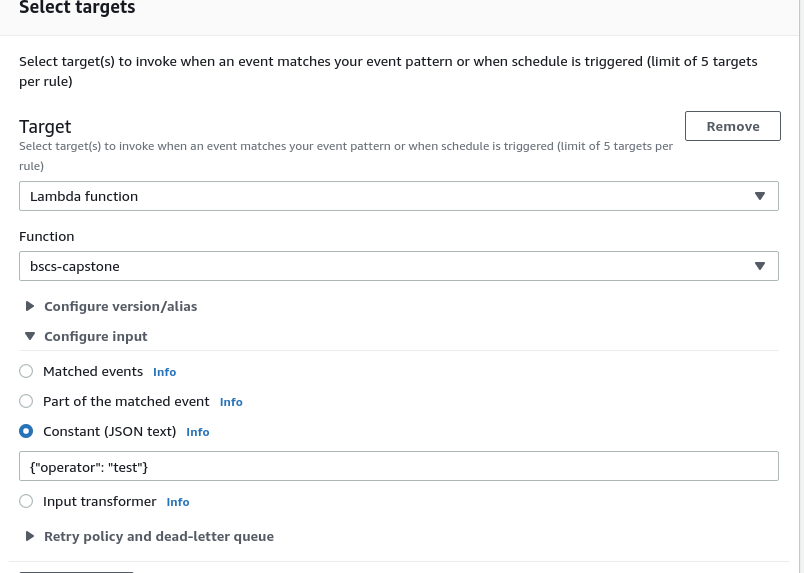 Select targets
Select target(s) to invoke when an event matches your event pattern or when schedule is triggered (limit of 5 targets
per rule)
Target
Remove
Select target(s) to invoke when an event matches your event pattern or when schedule is triggered (limit of 5 targets per
rule)
Lambda function
Function
bscs-capstone
Configure version/alias
Configure input
Matched events Info
Part of the matched event Info
Constant (JSON text) Info
{"operator": "test"}
Input transformer Info
Retry policy and dead-letter queue